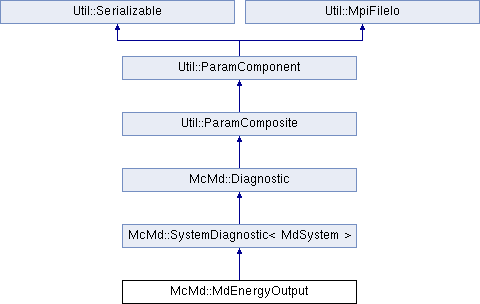 Util::Serializable
Util::MpiFileIo
Util::ParamComponent
Util::ParamComposite
McMd::Diagnostic
McMd::SystemDiagnostic< MdSystem >
McMd::MdEnergyOutput